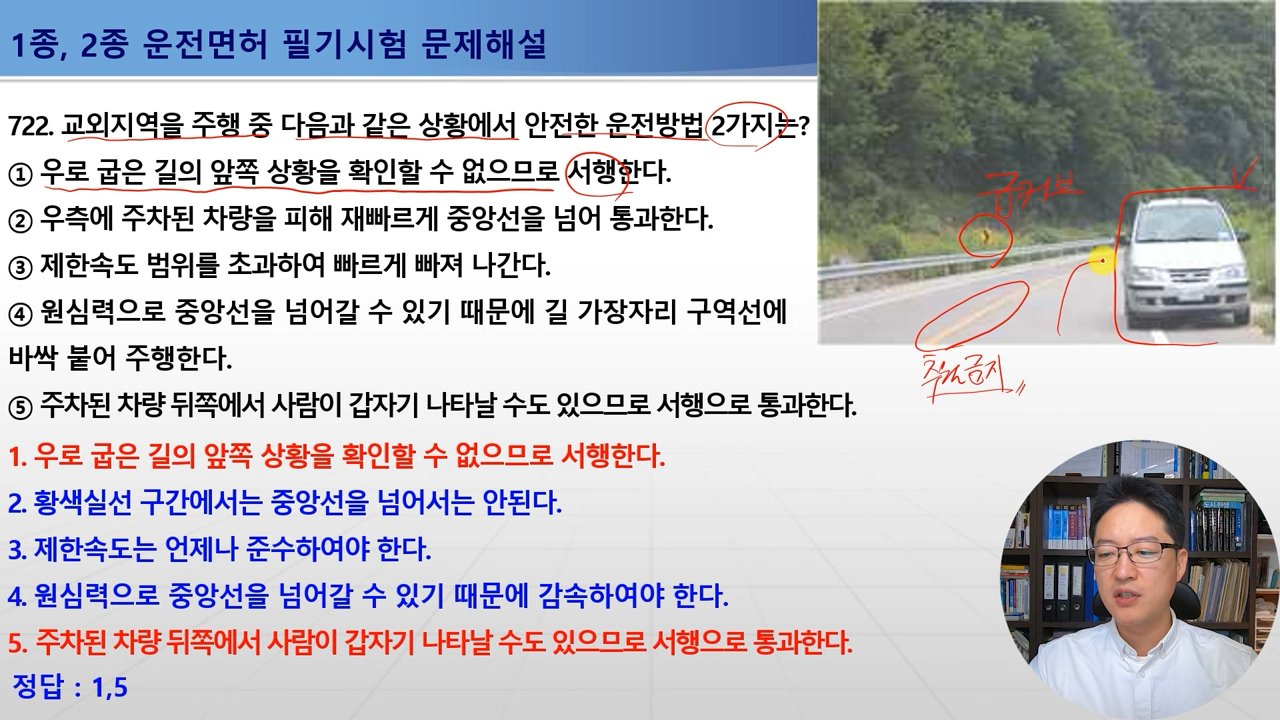 1종, 2종 운전면허 필기시험 문제해설
722. 교외지역을 주행 중 다음과 같은 상황에서 안전한 운전방법 2가지는?
① 우로 굽은 길의 앞쪽 상황을 확인할 수 없으므로 서행한다.
② 우측에 주차된 차량을 피해 재빠르게 중앙선을 넘어 통과한다.
③ 제한속도 범위를 초과하여 빠르게 빠져 나간다.
④ 원심력으로 중앙선을 넘어갈 수 있기 때문에 길 가장자리 구역선에
바싹 붙어 주행한다.
⑤ 주차된 차량 뒤쪽에서 사람이 갑자기 나타날 수도 있으므로 서행으로 통과한다.
1. 우로 굽은 길의 앞쪽 상황을 확인할 수 없으므로 서행한다.
2. 황색실선 구간에서는 중앙선을 넘어서는 안된다.
3. 제한속도는 언제나 준수하여야 한다.
4. 원심력으로 중앙선을 넘어갈 수 있기 때문에 감속하여야 한다.
5. 주차된 차량 뒤쪽에서 사람이 갑자기 나타날 수도 있으므로 서행으로 통과한다.
정답 : 1,5
급커브
추월금지